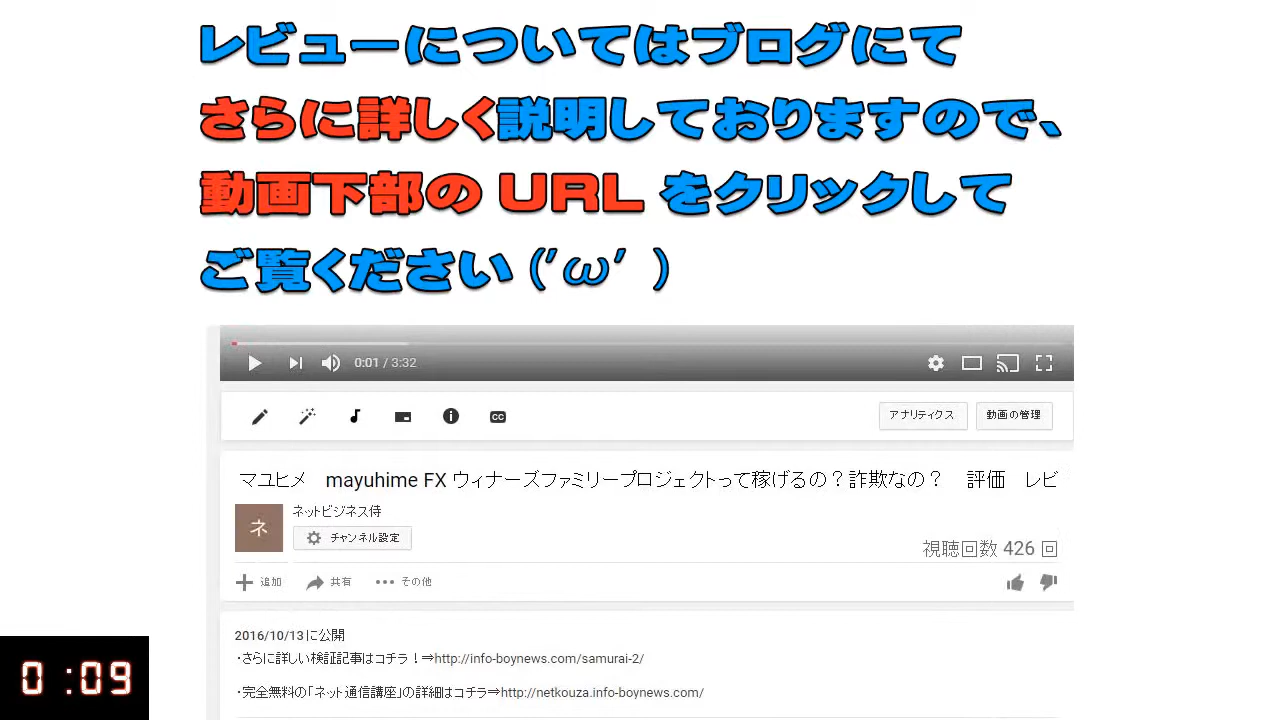 レビューについてはブログにて
さらに詳しく説明しておりますので、
動画下部の URL をクリックして
ご覧ください ('ω' )
0:01 / 3:32
CC
アナリティクス
動画の管理
マユヒメ　mayuhime FX ウィナーズファミリープロジェクトって稼げるの？詐欺なの？　評価　レビ
ネ
ネットビジネス侍
チャンネル設定
視聴回数 426 回
追加
共有
その他
2016/10/13に公開
・さらに詳しい検証記事はコチラ！⇒http://info-boynews.com/samurai-2/
・完全無料の「ネット通信講座」の詳細はコチラ⇒http://netkouza.info-boynews.com/
0 :09